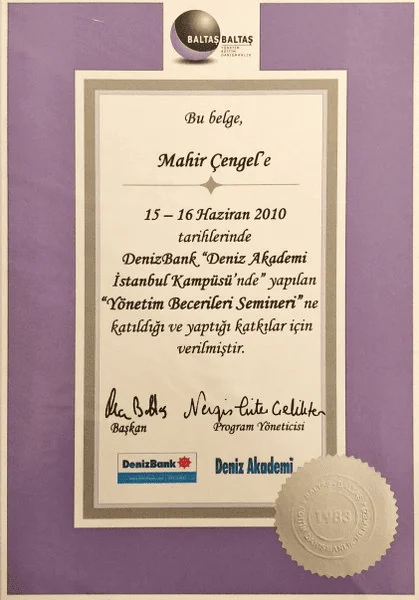 BALTAŞ BALTAŞ
Bu belge,
Mahir Çengel'e
15 – 16 Haziran 2010
tarihlerinde
DenizBank "Deniz Akademi
İstanbul Kampüsü'nde" yapılan
"Yönetim Becerileri Semineri"ne
katıldığı ve yaptığı katkılar için
verilmiştir.
Başkan Program Yöneticisi
DenizBank Deniz Akademi
1983